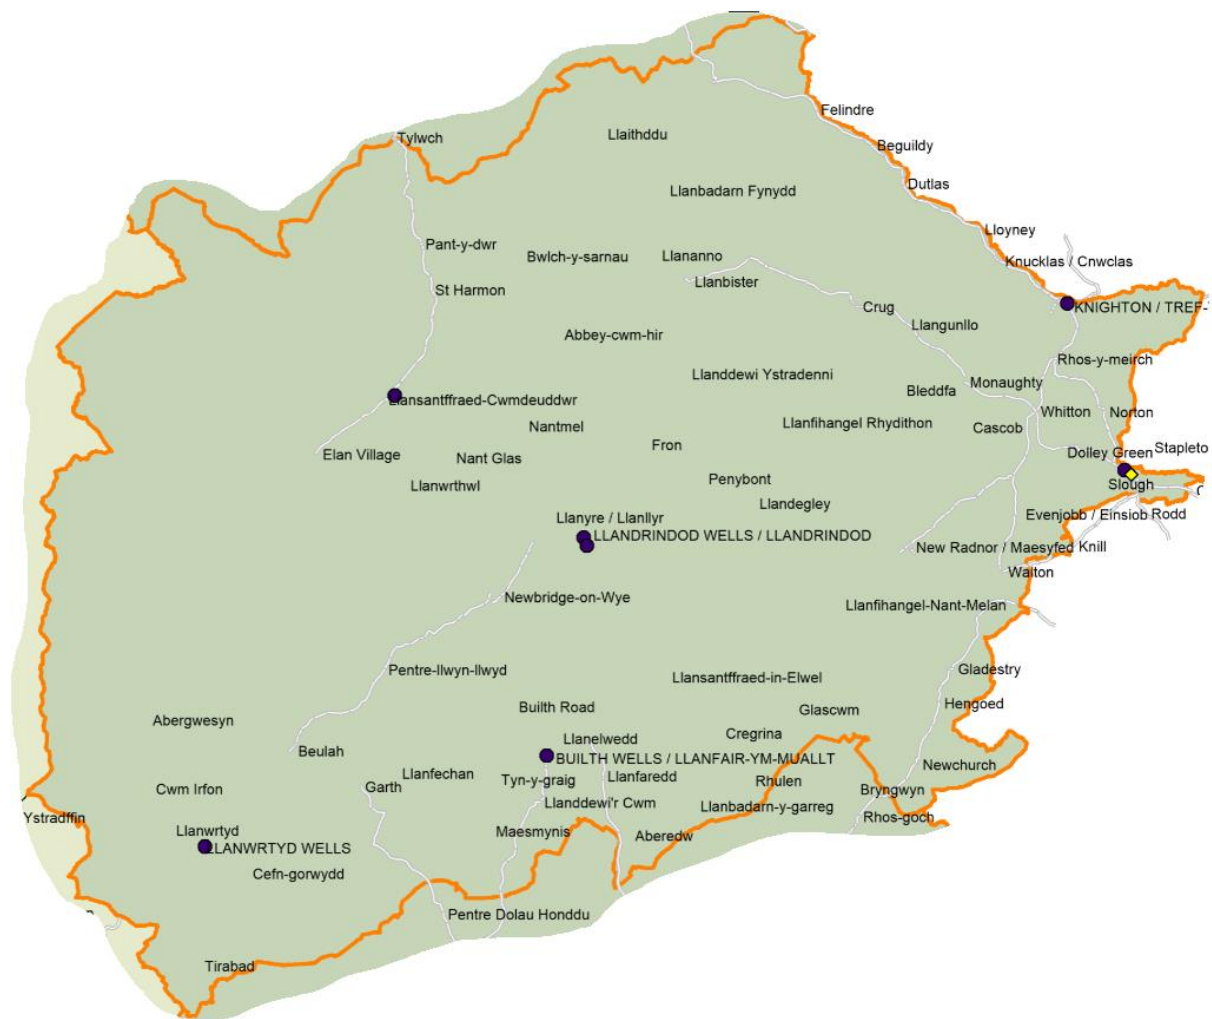 Felindre
Tylwch
Llaithddu
Beguildy
Dutlas
Llanbadarn Fynydd
Lloyney
Pant-y-dwr
Bwlch-y-sarnau
Llananno
Knucklas / Cnwclas
Llanbister
St Harmon
Crug
KNIGHTON / TREF-
Llangunllo
Abbey-cwm-hir
Rhos-y-meirch
Llanddewi Ystradenni
Monaughty
Bleddfa
Llansantffraed-Cwmdeuddwr
Whitton
Norton
Nantmel
Llanfihangel Rhydithon
Cascob
Fron
Stapleto
Elan Village
Nant Glas
Dolley Green
Llanwrthwl
Penybont
Slough
Llandegley
Llanyre / Llanllyr
Evenjobb / Einsiob
Rodd
LLANDRINDOD WELLS / LLANDRINDOD
New Radnor / Maesyfed
Knill
Walton
Newbridge-on-Wye
Llanfihangel-Nant-Melan
Pentre-llwyn-llwyd
Llansantffraed-in-Elwel
Gladestry
Hengoed
Builth Road
Glascwm
Abergwesyn
Cregrina
Llanelwedd
Beulah
BUILTH WELLS / LLANFAIR-YM-MUALLT
Newchurch
Llanfechan
Tyn-y-graig
Llanfaredd
Rhulen
Cwm Irfon
Garth
Bryngwyn
Llanddewi'r Cwm
Llanbadarn-y-garreg
Ystradffin
Rhos-goch
Llanwrtyd
Maesmynis
Aberedw
LLANWRTYD WELLS
Cefn-gorwydd
Pentre Dolau Honddu
Tirabad